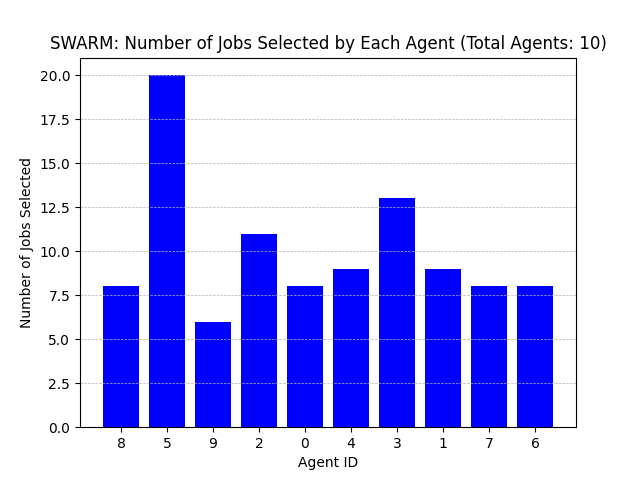 SWARM: Number of Jobs Selected by Each Agent (Total Agents: 10)
20.0
17.5
15.0
12.5
10.0
7.5
5.0
2.5
0.0
Number of Jobs Selected
8 5 9 2 0 4 3 1 7 6
Agent ID